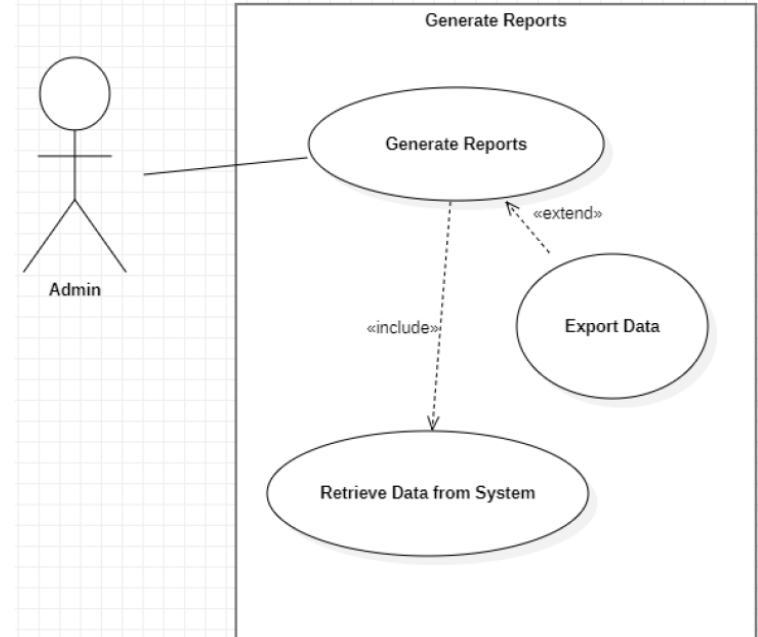 Generate Reports
Generate Reports
«extend»
Admin
Export Data
«include»
Retrieve Data from System